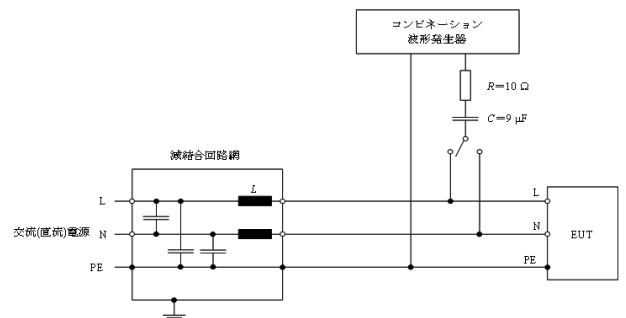 コンビネーション
波形発生器
R=10 Ω
C=9 μF
減結合回路網
L
L
L
交流(直流)電源
N
N
EUT
PE
PE